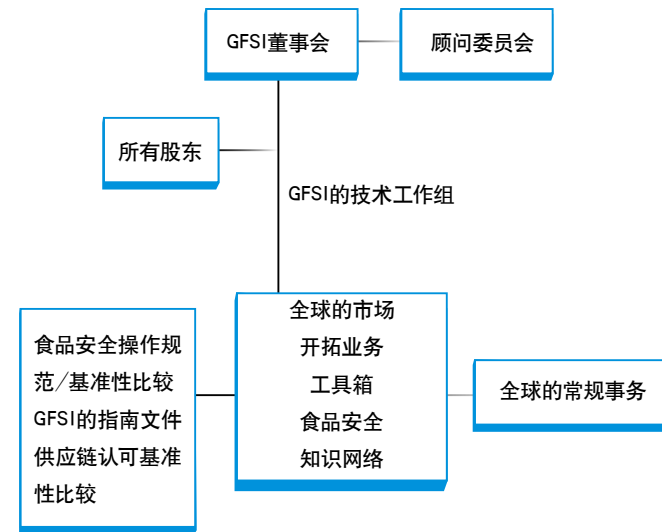 GFSI董事会
顾问委员会
所有股东
GFSI的技术工作组
全球的市场
开拓业务
工具箱
食品安全
知识网络
食品安全操作规
范/基准性比较
GFSI的指南文件
供应链认可基准
性比较
全球的常规事务